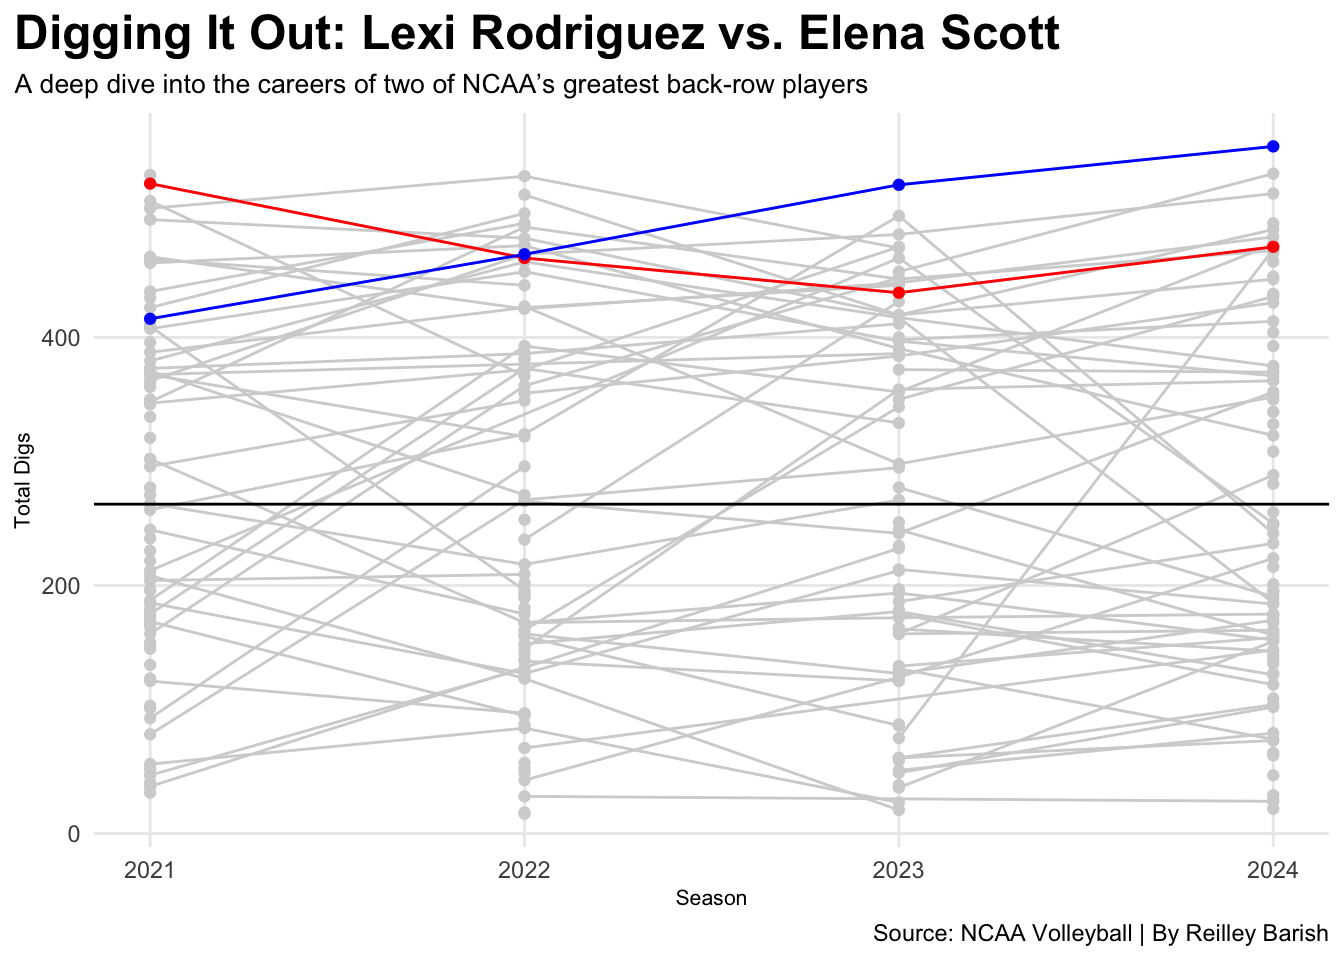 Digging It Out: Lexi Rodriguez vs. Elena Scott
A deep dive into the careers of two of NCAA’s greatest back-row players
Total Digs
400
200
0
2021 2022 2023 2024
Season
Source: NCAA Volleyball | By Reilley Barish